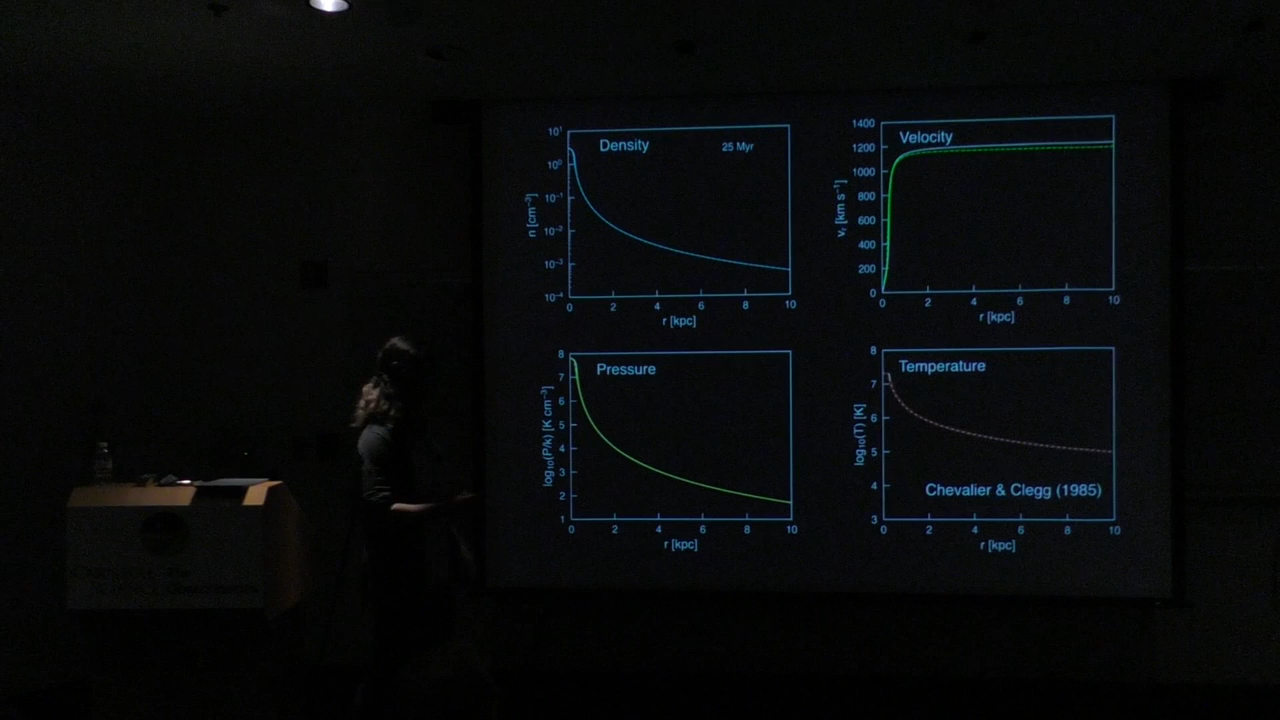 Density
25 Myr
10¹
10⁰
10⁻¹
10⁻²
10⁻³
10⁻⁴
n [cm⁻³]
0 2 4 6 8 10
r [kpc]
Velocity
1400
1200
1000
800
600
400
200
0
vᵣ [km s⁻¹]
0 2 4 6 8 10
r [kpc]
Pressure
8
7
6
5
4
3
2
1
log₁₀(P/k) [K cm⁻³]
0 2 4 6 8 10
r [kpc]
Temperature
8
7
6
5
4
3
log₁₀(T) [K]
Chevalier & Clegg (1985)
0 2 4 6 8 10
r [kpc]